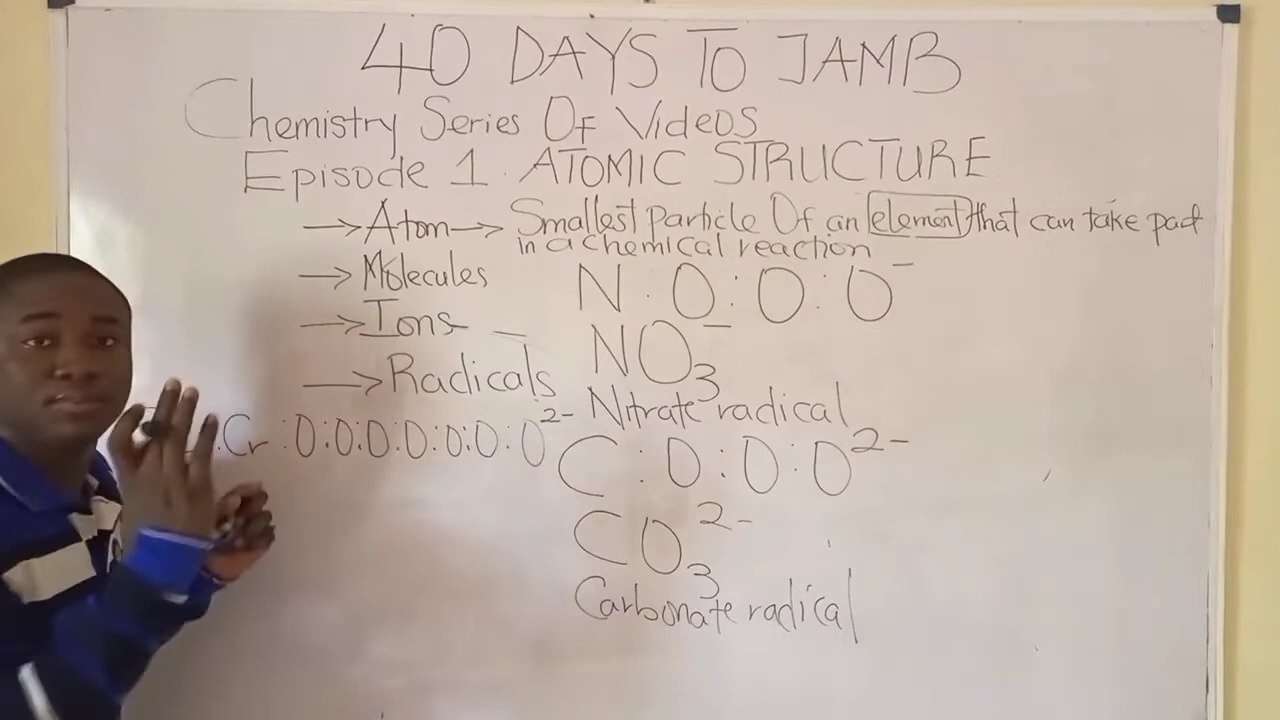 40 DAYS TO JAMB
Chemistry Series Of Videos
Episode 1. ATOMIC STRUCTURE
→ Atom → Smallest particle Of an element that can take part
in a chemical reaction
→ Molecules
→ Ions
→ Radicals
Cr:O:O:O:O:O:O:O²⁻
N:O:O:O⁻
NO₃⁻
Nitrate radical
C:O:O:O²⁻
CO₃²⁻
Carbonate radical